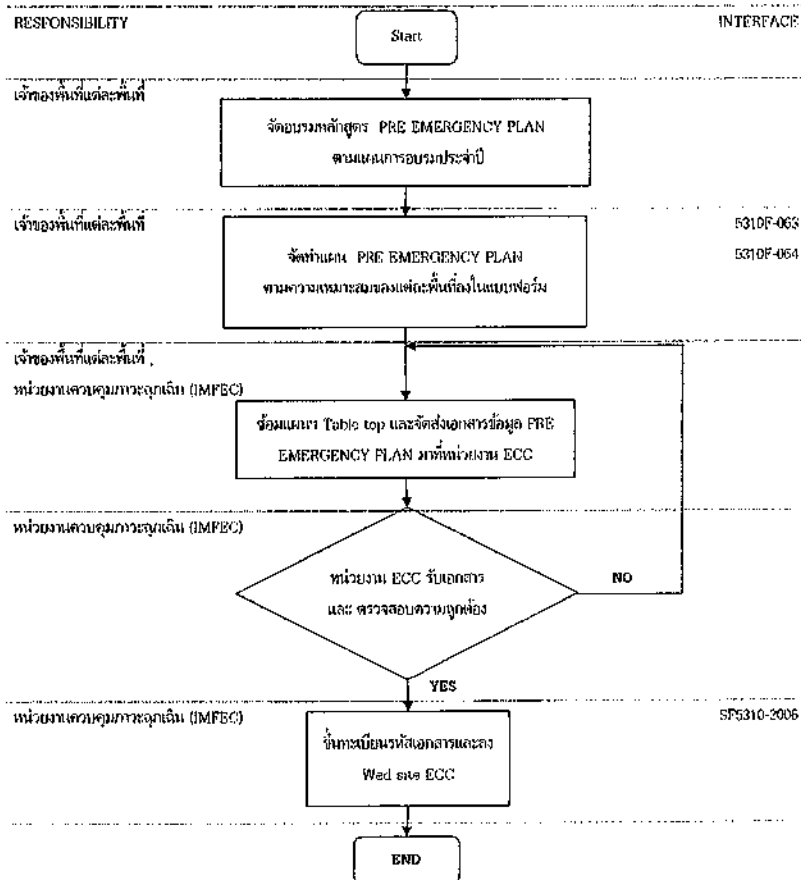 RESPONSIBILITY
INTERFACE
Start
เจ้าของพื้นที่แต่ละพื้นที่
จัดอบรมหลักสูตร PRE EMERGENCY PLAN
ตามแผนการอบรมประจำปี
เจ้าของพื้นที่แต่ละพื้นที่
5310F-063
5310F-064
จัดทำแผน PRE EMERGENCY PLAN
ตามความเหมาะสมของแต่ละพื้นที่ลงในแบบฟอร์ม
เจ้าของพื้นที่แต่ละพื้นที่ ,
หน่วยงานควบคุมภาวะฉุกเฉิน (IMFEC)
ซ้อมแผนฯ Table top และจัดส่งเอกสารข้อมูล PRE
EMERGENCY PLAN มาที่หน่วยงาน ECC
หน่วยงานควบคุมภาวะฉุกเฉิน (IMFEC)
หน่วยงาน ECC รับเอกสาร
และ ตรวจสอบความถูกต้อง
NO
YES
หน่วยงานควบคุมภาวะฉุกเฉิน (IMFEC)
SF5310-2006
ขึ้นทะเบียนรหัสเอกสารและลง
Wed site ECC
END